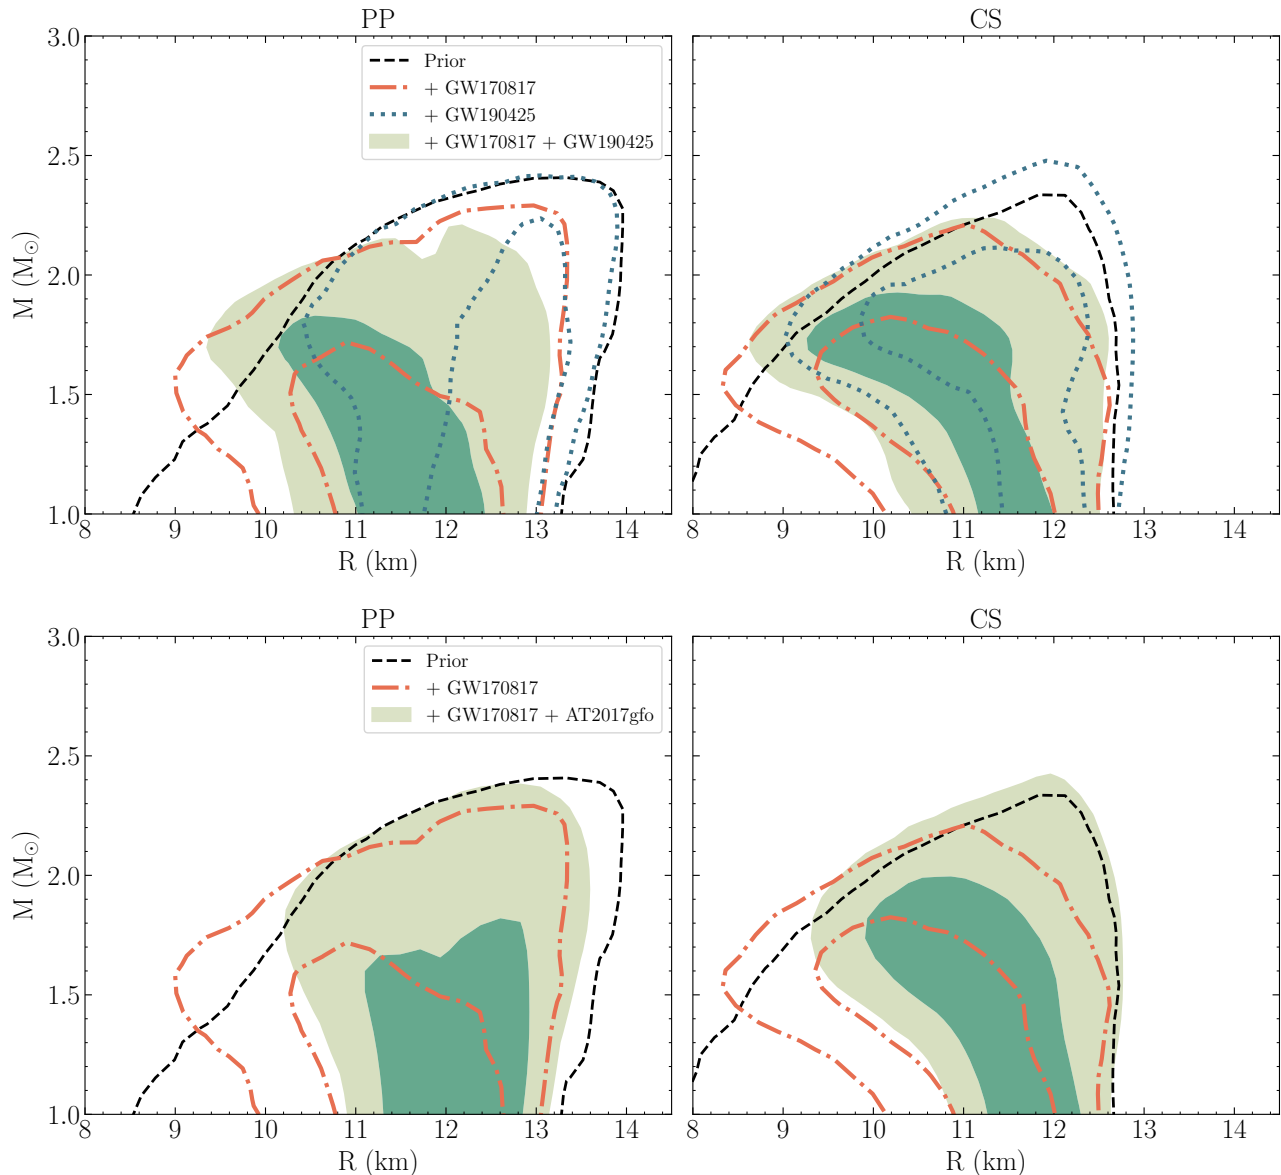 PP
CS
3.0
2.5
2.0
1.5
1.0
M (M☉)
Prior
+ GW170817
+ GW190425
+ GW170817 + GW190425
8 9 10 11 12 13 14
8 9 10 11 12 13 14
R (km)
R (km)
PP
CS
3.0
2.5
2.0
1.5
1.0
M (M☉)
Prior
+ GW170817
+ GW170817 + AT2017gfo
8 9 10 11 12 13 14
8 9 10 11 12 13 14
R (km)
R (km)